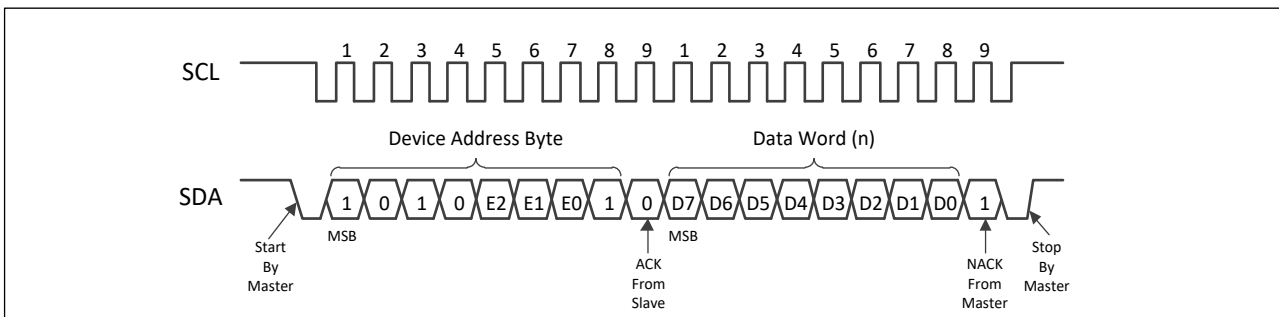 1 2 3 4 5 6 7 8 9 1 2 3 4 5 6 7 8 9
SCL
Device Address Byte Data Word (n)
SDA
1 0 1 0 E2 E1 E0 1 0 D7 D6 D5 D4 D3 D2 D1 D0 1
MSB MSB
Start
By
Master
ACK
From
Slave
NACK
From
Master
Stop
By
Master